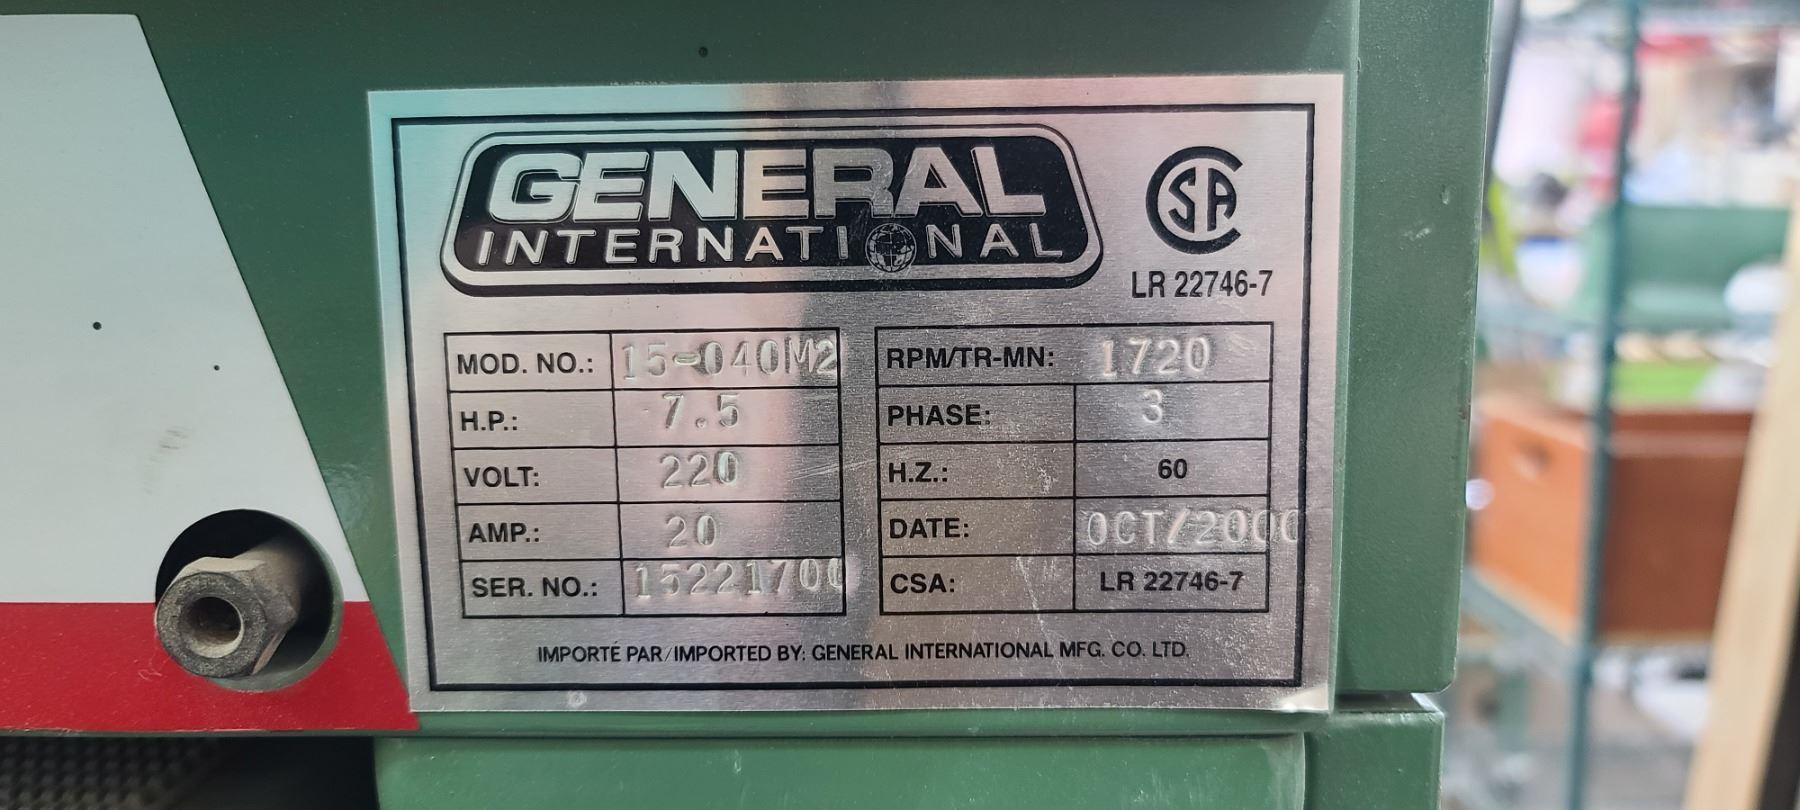 GENERAL
INTERNATIONAL
SA
LR 22746-7
MOD. NO.: 15-040M2
H.P.: 7.5
VOLT: 220
AMP.: 20
SER. NO.: 15221700
RPM/TR-MN: 1720
PHASE: 3
H.Z.: 60
DATE: OCT/2000
CSA: LR 22746-7
IMPORTÉ PAR/IMPORTED BY: GENERAL INTERNATIONAL MFG. CO. LTD.